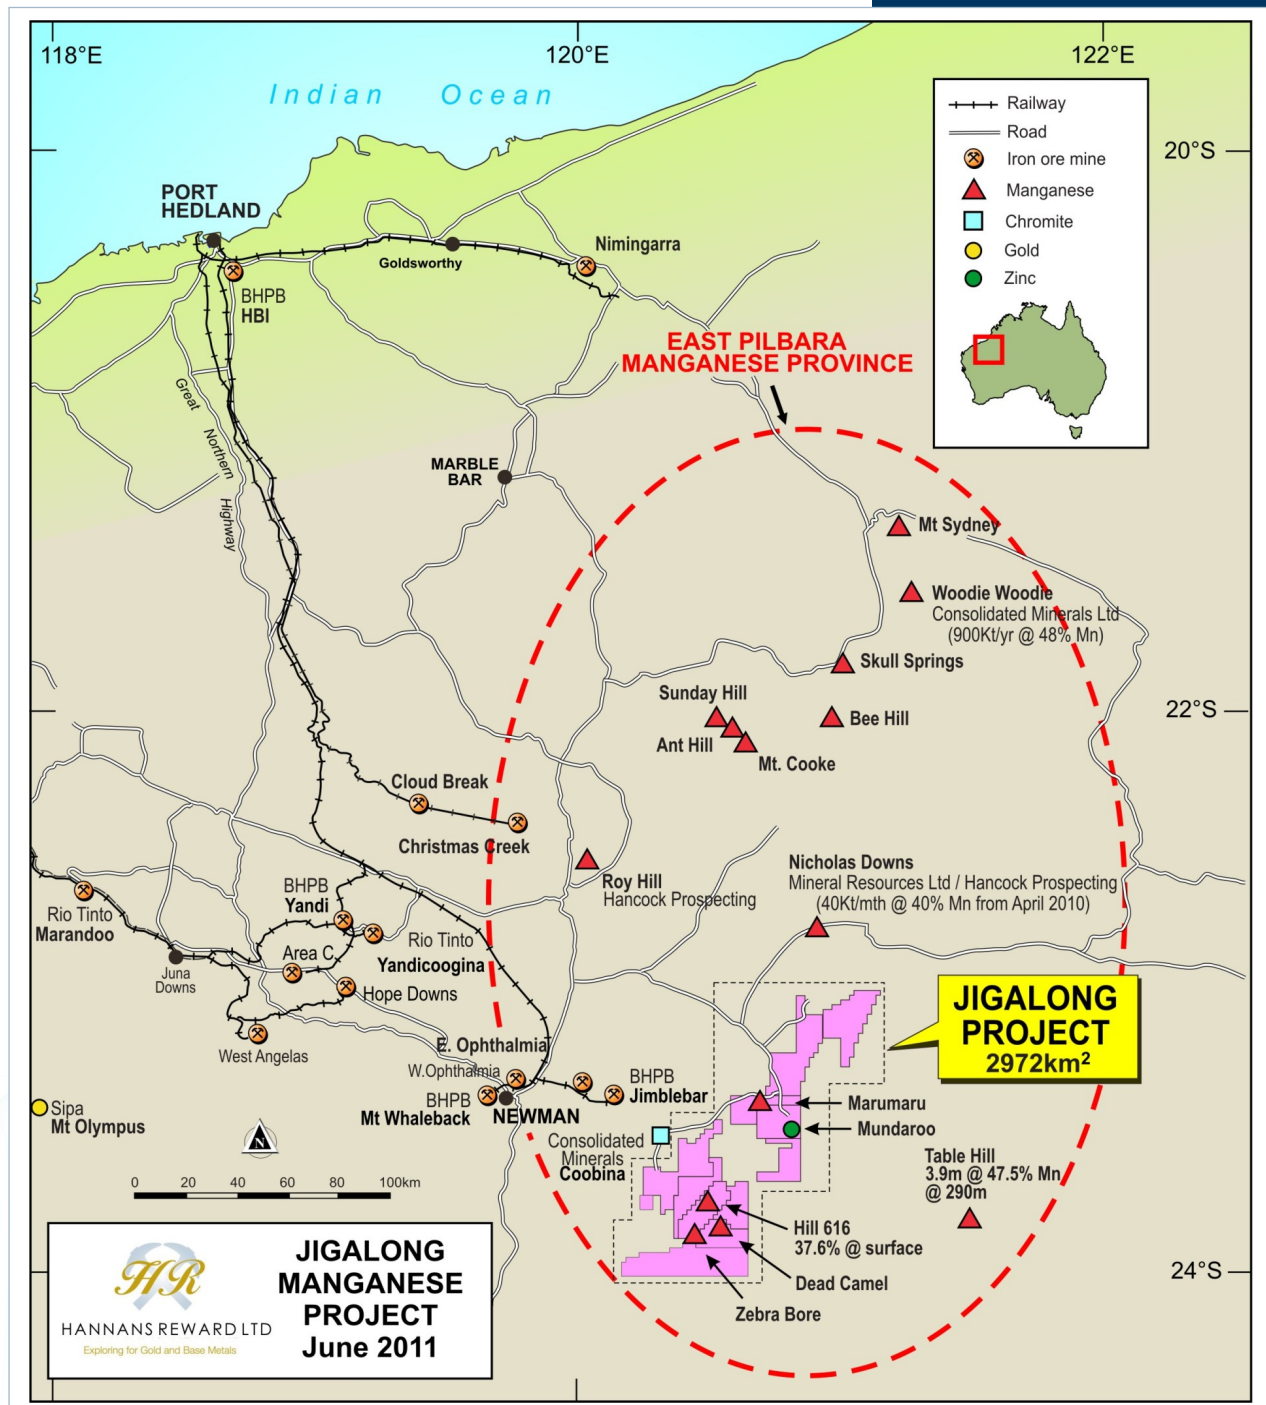 118°E
120°E
122°E
Indian Ocean
Railway
Road
Iron ore mine
Manganese
Chromite
Gold
Zinc
20°S
PORT
HEDLAND
Goldsworthy
Nimingarra
BHPB
HBI
EAST PILBARA
MANGANESE PROVINCE
Great Northern Highway
MARBLE
BAR
Mt Sydney
Woodie Woodie
Consolidated Minerals Ltd
(900Kt/yr @ 48% Mn)
Skull Springs
Sunday Hill
22°S
Bee Hill
Ant Hill
Mt. Cooke
Cloud Break
Christmas Creek
Roy Hill
Hancock Prospecting
Nicholas Downs
Mineral Resources Ltd / Hancock Prospecting
(40Kt/mth @ 40% Mn from April 2010)
BHPB
Yandi
Rio Tinto
Marandoo
Rio Tinto
Yandicoogina
Area C
Juna
Downs
Hope Downs
JIGALONG
PROJECT
2972km²
West Angelas
E. Ophthalmia
W.Ophthalmia
BHPB
Jimblebar
BHPB
Mt Whaleback
NEWMAN
Marumaru
Mundaroo
Sipa
Mt Olympus
N
Consolidated
Minerals
Coobina
Table Hill
3.9m @ 47.5% Mn
@ 290m
0 20 40 60 80 100km
Hill 616
37.6% @ surface
Dead Camel
Zebra Bore
24°S
HR
HANNANS REWARD LTD
Exploring for Gold and Base Metals
JIGALONG
MANGANESE
PROJECT
June 2011